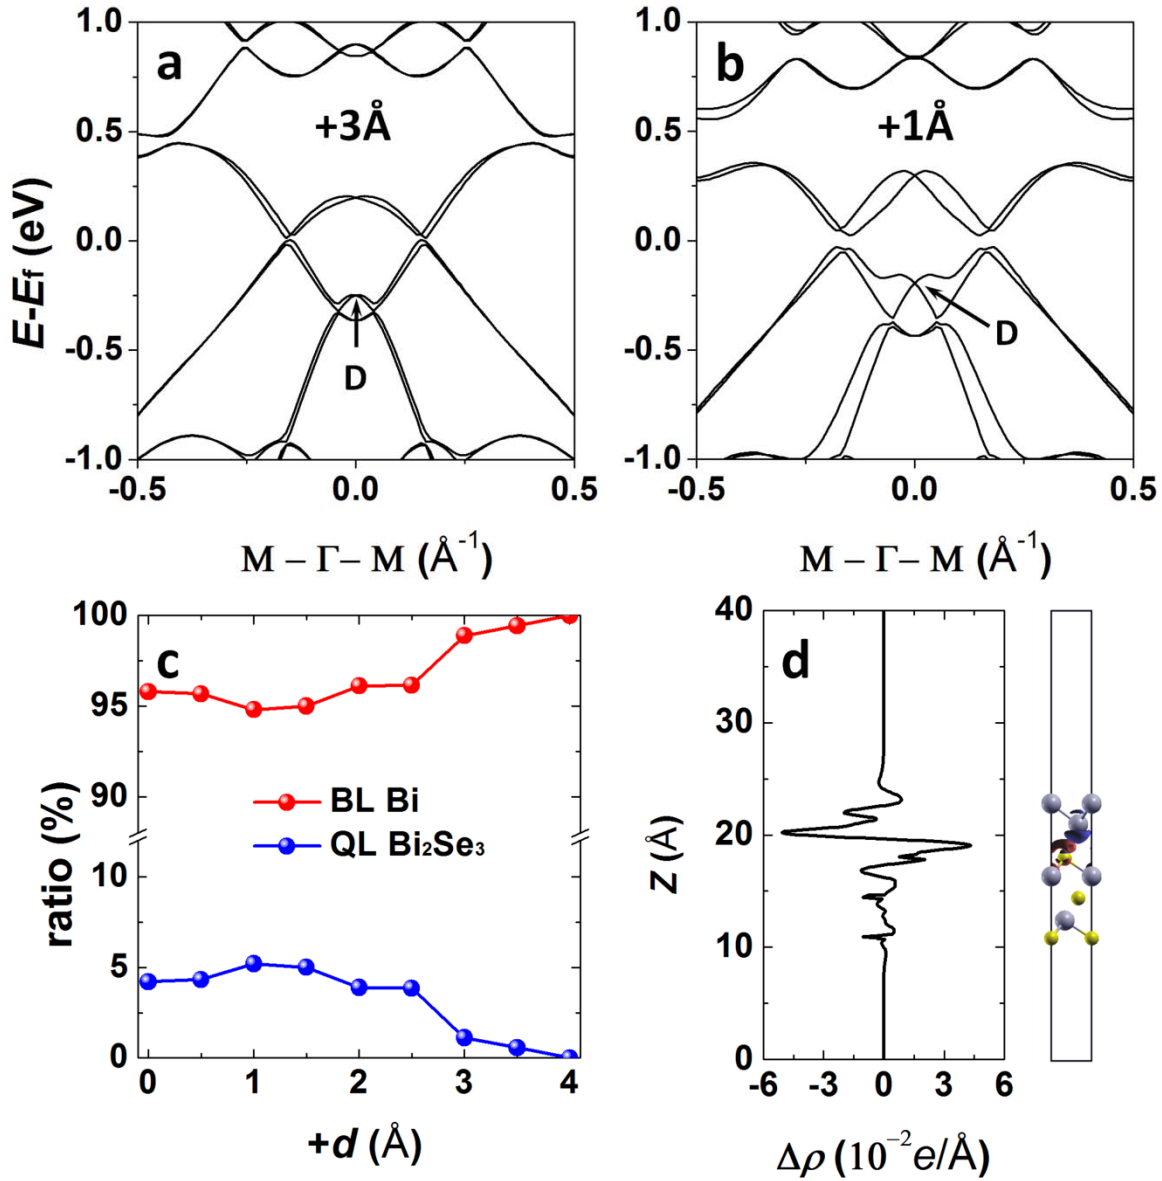 a
+3Å
D
E-Ef (eV)
1.0
0.5
0.0
-0.5
-1.0
-0.5
0.0
0.5
M – Γ – M (Å⁻¹)
b
+1Å
D
1.0
0.5
0.0
-0.5
-1.0
-0.5
0.0
0.5
M – Γ – M (Å⁻¹)
c
BL Bi
QL Bi₂Se₃
ratio (%)
100
95
90
10
5
0
0
1
2
3
4
+d (Å)
d
Z (Å)
40
30
20
10
0
-6
-3
0
3
6
Δρ (10⁻²e/Å)